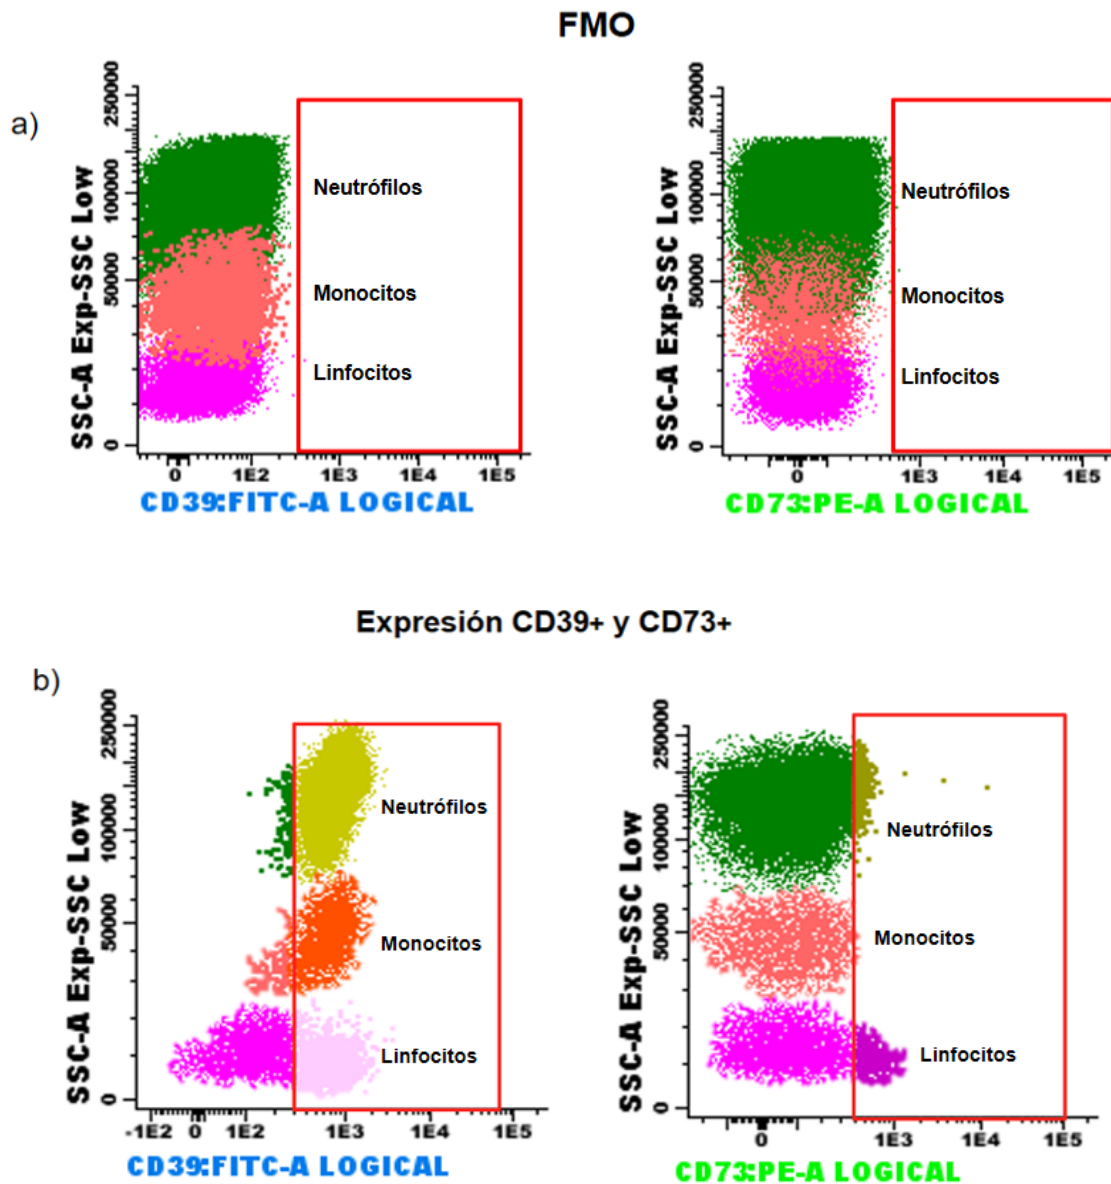 FMO
a)
SSC-A Exp-SSC Low
250000
100000
50000
0
Neutrófilos
Monocitos
Linfocitos
0 1E2 1E3 1E4 1E5
CD39:FITC-A LOGICAL
SSC-A Exp-SSC Low
250000
100000
50000
0
Neutrófilos
Monocitos
Linfocitos
0 1E3 1E4 1E5
CD73:PE-A LOGICAL
Expresión CD39+ y CD73+
b)
SSC-A Exp-SSC Low
250000
100000
50000
0
Neutrófilos
Monocitos
Linfocitos
-1E2 0 1E2 1E3 1E4 1E5
CD39:FITC-A LOGICAL
SSC-A Exp-SSC Low
250000
100000
50000
0
Neutrófilos
Monocitos
Linfocitos
0 1E3 1E4 1E5
CD73:PE-A LOGICAL